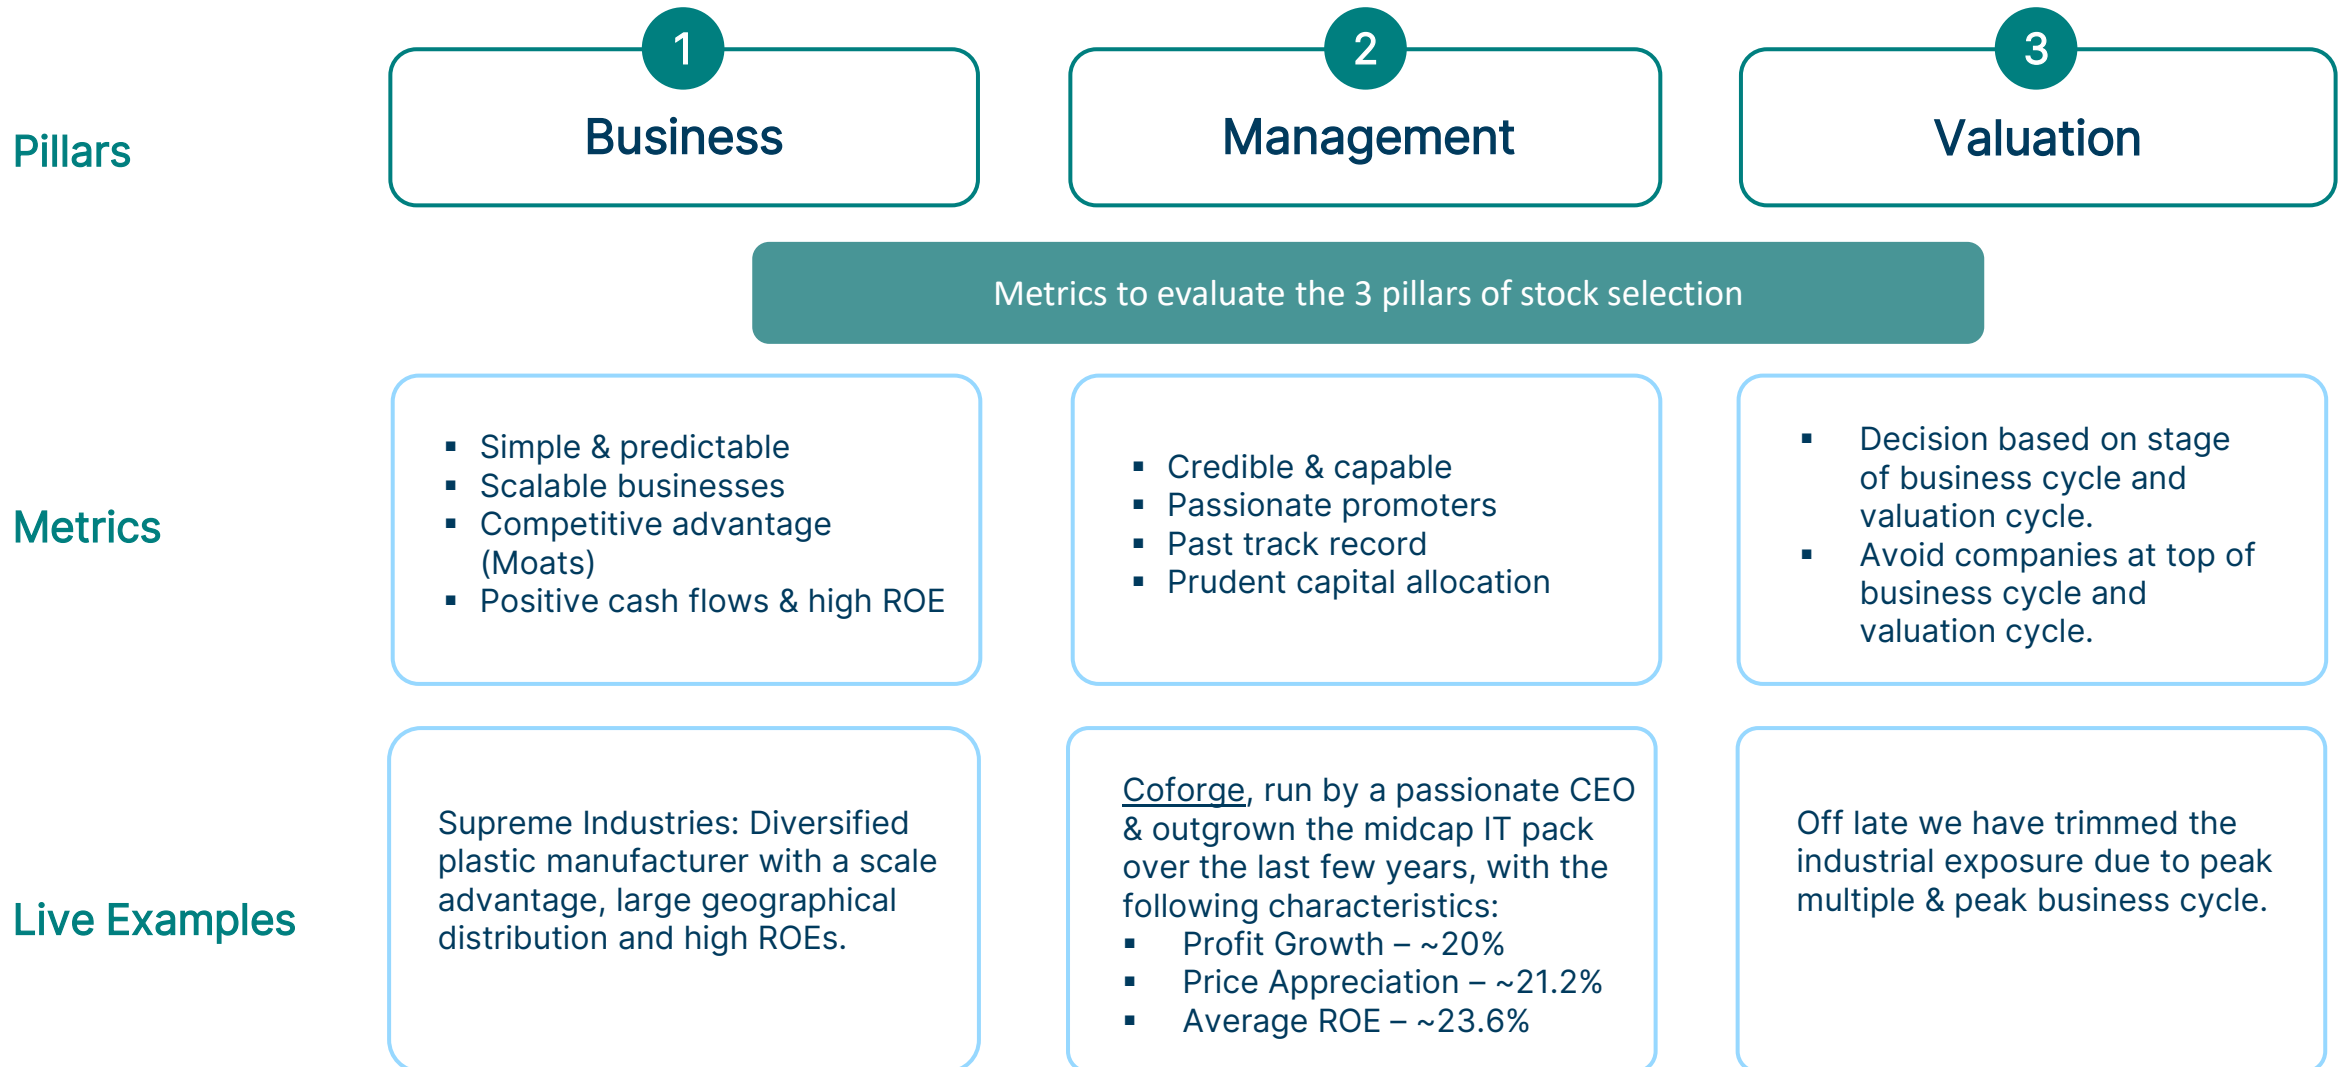 1
2
3
Pillars
Business
Management
Valuation
Metrics to evaluate the 3 pillars of stock selection
Metrics
▪ Simple & predictable
▪ Scalable businesses
▪ Competitive advantage
(Moats)
▪ Positive cash flows & high ROE
▪ Credible & capable
▪ Passionate promoters
▪ Past track record
▪ Prudent capital allocation
▪ Decision based on stage
of business cycle and
valuation cycle.
▪ Avoid companies at top of
business cycle and
valuation cycle.
Live Examples
Supreme Industries: Diversified
plastic manufacturer with a scale
advantage, large geographical
distribution and high ROEs.
Coforge, run by a passionate CEO
& outgrown the midcap IT pack
over the last few years, with the
following characteristics:
▪ Profit Growth – ~20%
▪ Price Appreciation – ~21.2%
▪ Average ROE – ~23.6%
Off late we have trimmed the
industrial exposure due to peak
multiple & peak business cycle.